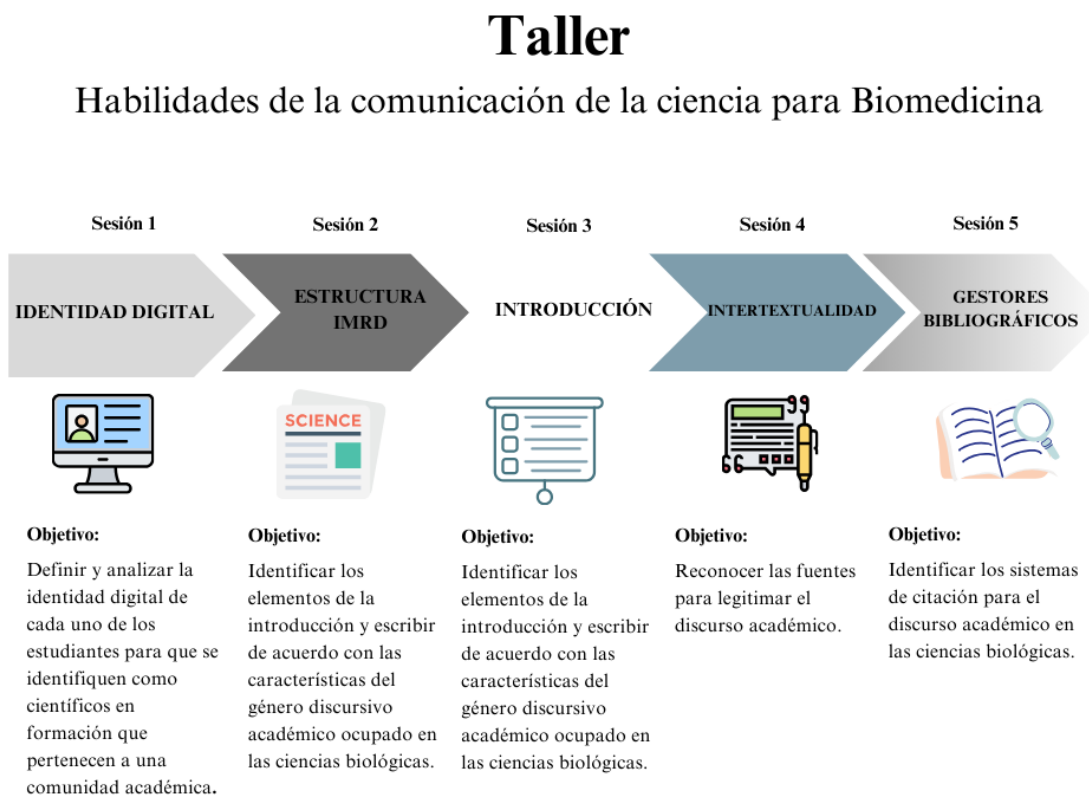 Taller
Habilidades de la comunicación de la ciencia para Biomedicina
Sesión 1
IDENTIDAD DIGITAL
Objetivo:
Definir y analizar la
identidad digital de
cada uno de los
estudiantes para que se
identifiquen como
científicos en
formación que
pertenecen a una
comunidad académica.
Sesión 2
ESTRUCTURA
IMRD
SCIENCE
Objetivo:
Identificar los
elementos de la
introducción y escribir
de acuerdo con las
características del
género discursivo
académico ocupado en
las ciencias biológicas.
Sesión 3
INTRODUCCIÓN
Objetivo:
Identificar los
elementos de la
introducción y escribir
de acuerdo con las
características del
género discursivo
académico ocupado en
las ciencias biológicas.
Sesión 4
INTERTEXTUALIDAD
Objetivo:
Reconocer las fuentes
para legitimar el
discurso académico.
Sesión 5
GESTORES
BIBLIOGRÁFICOS
Objetivo:
Identificar los sistemas
de citación para el
discurso académico en
las ciencias biológicas.